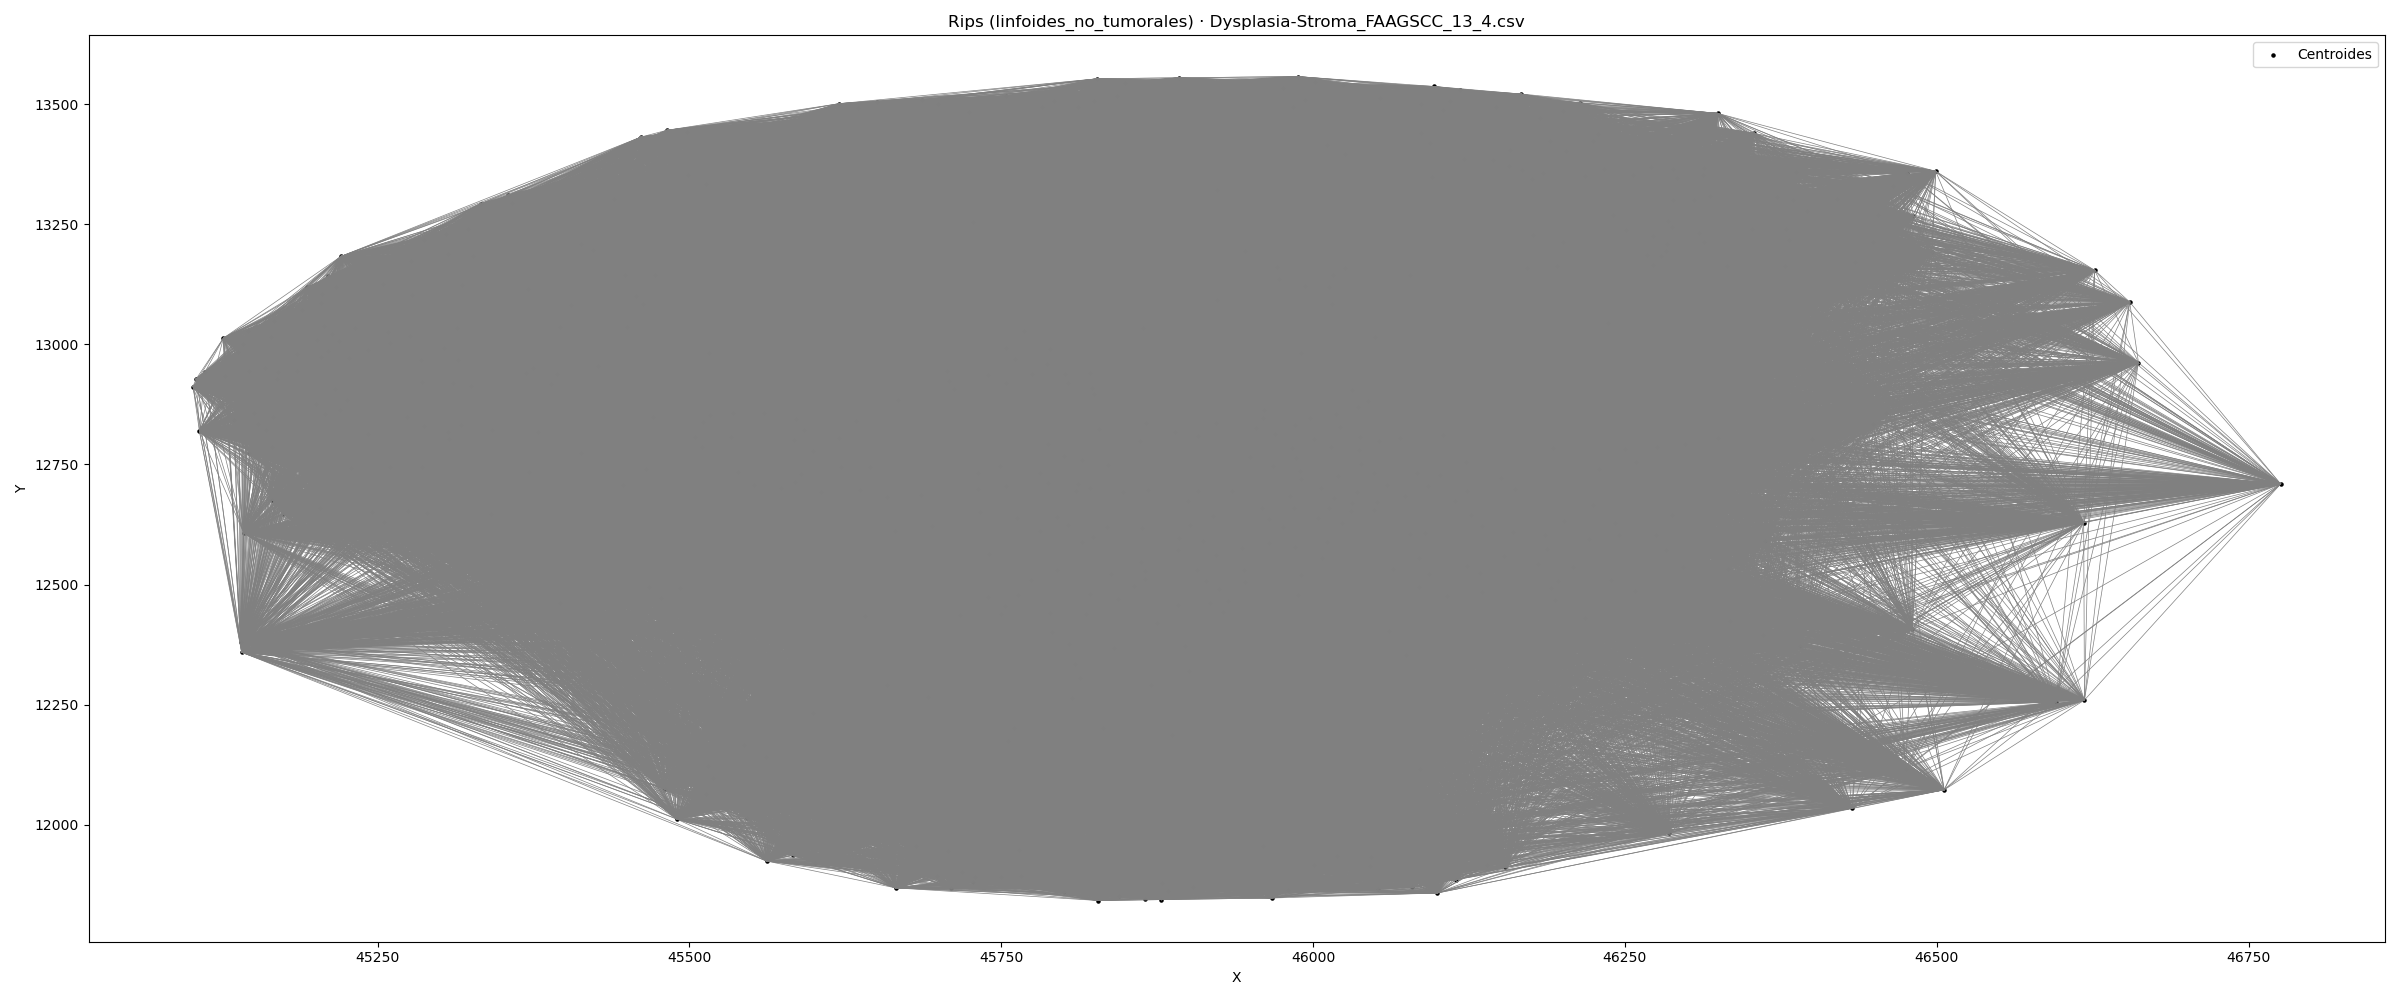 Rips (linfoides_no_tumorales) · Dysplasia-Stroma_FAAGSCC_13_4.csv
Centroides
13500
13250
13000
12750
12500
12250
12000
Y
45250 45500 45750 46000 46250 46500 46750
X